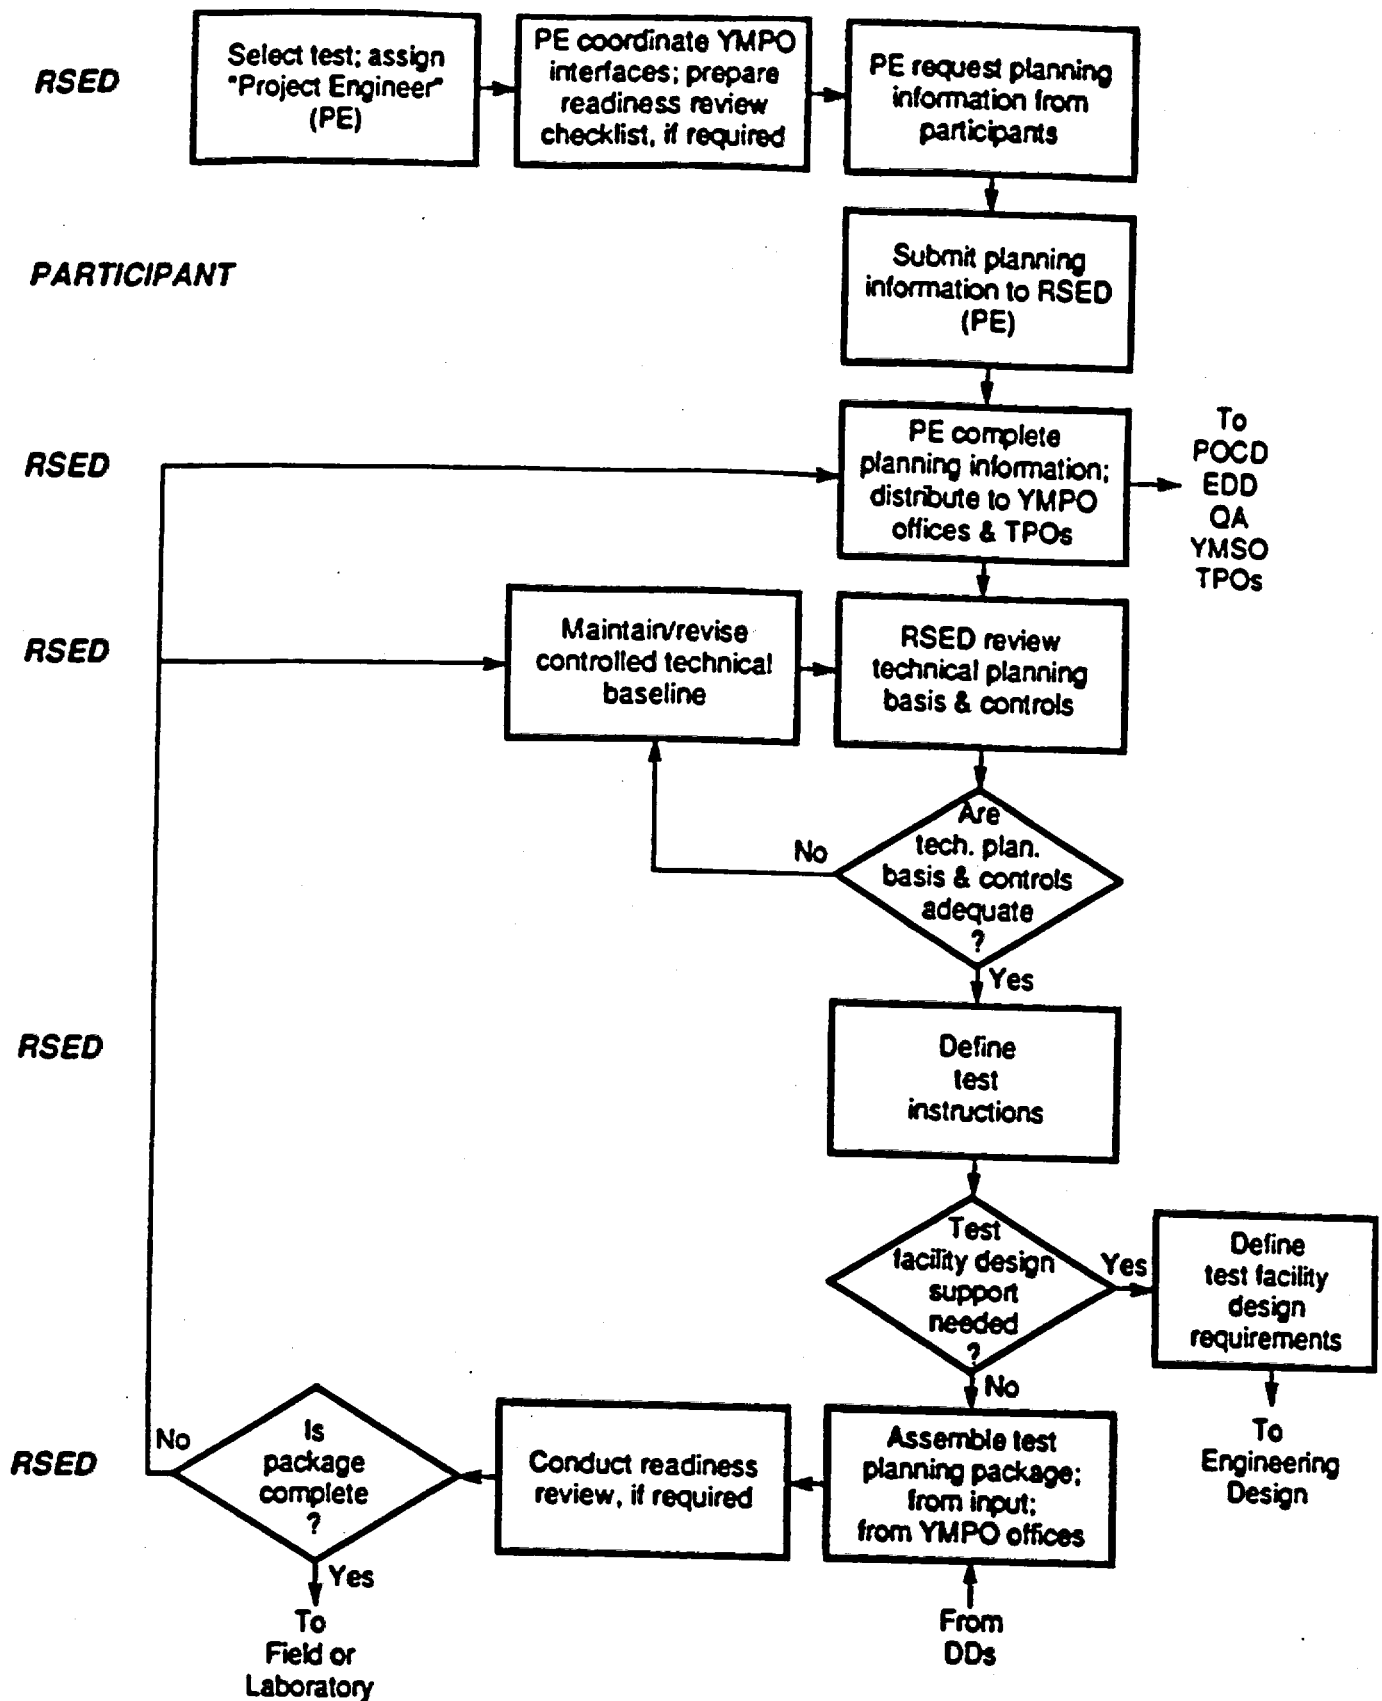 RSED
Select test; assign
"Project Engineer"
(PE)
PE coordinate YMPO
interfaces; prepare
readiness review
checklist, if required
PE request planning
information from
participants
PARTICIPANT
Submit planning
information to RSED
(PE)
RSED
PE complete
planning information;
distribute to YMPO
offices & TPOs
To
POCD
EDD
QA
YMSO
TPOs
RSED
Maintain/revise
controlled technical
baseline
RSED review
technical planning
basis & controls
No
Are
tech. plan.
basis & controls
adequate
?
Yes
RSED
Define
test
instructions
Test
facility design
support
needed
?
Yes
Define
test facility
design
requirements
No
To
Engineering
Design
RSED
No
Is
package
complete
?
Conduct readiness
review, if required
Assemble test
planning package;
from input;
from YMPO offices
Yes
To
Field or
Laboratory
From
DDs